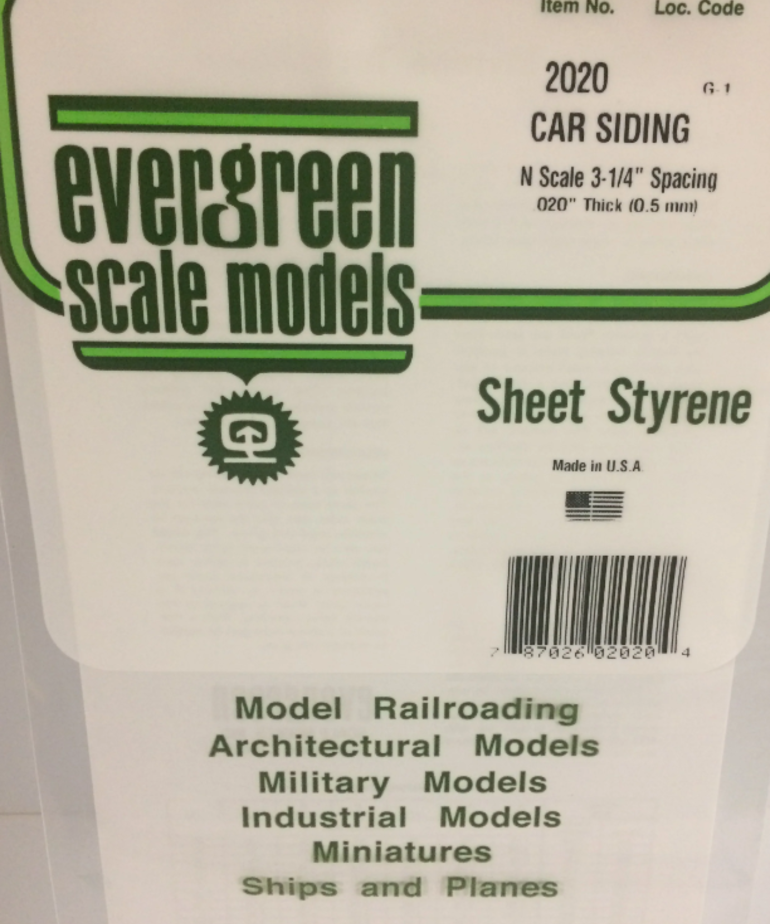 Item No. Loc. Code
2020 G-1
CAR SIDING
N Scale 3-1/4" Spacing
020" Thick (0.5 mm)
evergreen
scale models
Sheet Styrene
Made in U.S.A.
7 87026 02020 4
Model Railroading
Architectural Models
Military Models
Industrial Models
Miniatures
Ships and Planes